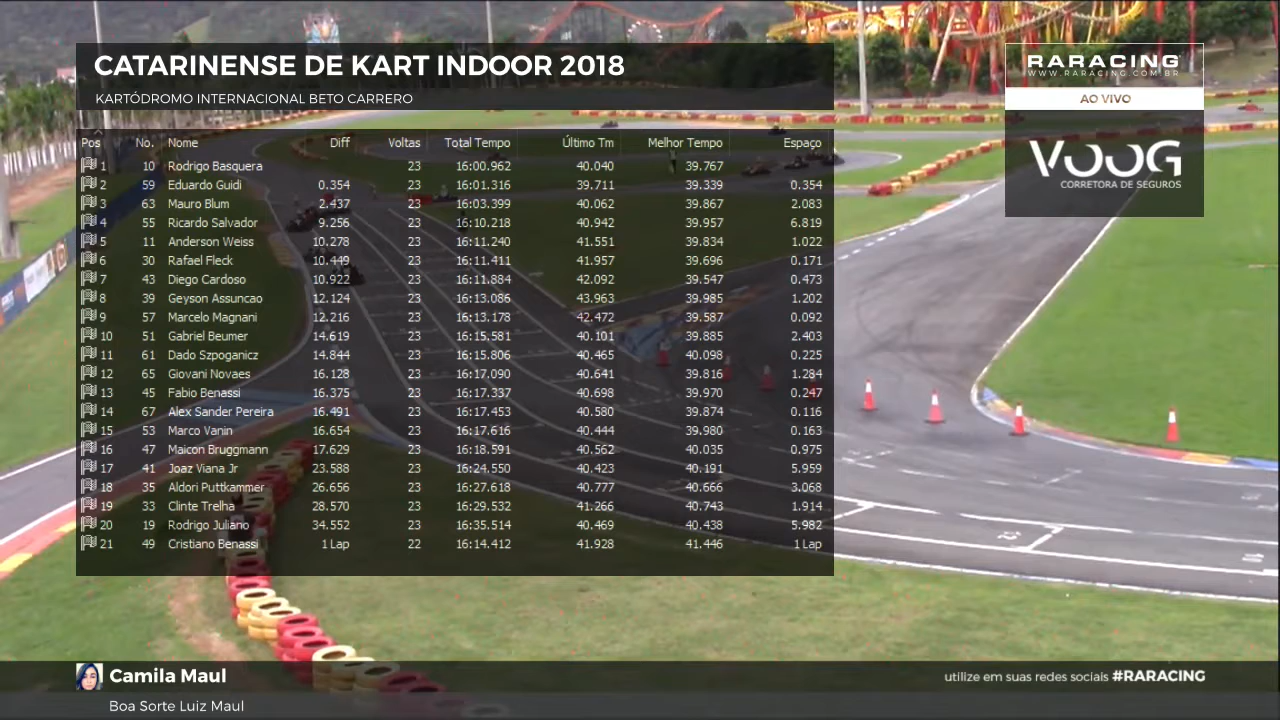 CATARINENSE DE KART INDOOR 2018
KARTÓDROMO INTERNACIONAL BETO CARRERO
RARACING
WWW.RARACING.COM.BR
AO VIVO
VOOG
CORRETORA DE SEGUROS
Pos No. Nome Diff Voltas Total Tempo Último Tm Melhor Tempo Espaço
1 10 Rodrigo Basquera 23 16:00.962 40.040 39.767
2 59 Eduardo Guidi 0.354 23 16:01.316 39.711 39.339 0.354
3 63 Mauro Blum 2.437 23 16:03.399 40.062 39.867 2.083
4 55 Ricardo Salvador 9.256 23 16:10.218 40.942 39.957 6.819
5 11 Anderson Weiss 10.278 23 16:11.240 41.551 39.834 1.022
6 30 Rafael Fleck 10.449 23 16:11.411 41.957 39.696 0.171
7 43 Diego Cardoso 10.922 23 16:11.884 42.092 39.547 0.473
8 39 Geyson Assuncao 12.124 23 16:13.086 43.963 39.985 1.202
9 57 Marcelo Magnani 12.216 23 16:13.178 42.472 39.587 0.092
10 51 Gabriel Beumer 14.619 23 16:15.581 40.101 39.885 2.403
11 61 Dado Szpoganicz 14.844 23 16:15.806 40.465 40.098 0.225
12 65 Giovani Novaes 16.128 23 16:17.090 40.641 39.816 1.284
13 45 Fabio Benassi 16.375 23 16:17.337 40.698 39.970 0.247
14 67 Alex Sander Pereira 16.491 23 16:17.453 40.580 39.874 0.116
15 53 Marco Vanin 16.654 23 16:17.616 40.444 39.980 0.163
16 47 Maicon Bruggmann 17.629 23 16:18.591 40.562 40.035 0.975
17 41 Joaz Viana Jr 23.588 23 16:24.550 40.423 40.191 5.959
18 35 Aldori Puttkammer 26.656 23 16:27.618 40.777 40.666 3.068
19 33 Clinte Trelha 28.570 23 16:29.532 41.266 40.743 1.914
20 19 Rodrigo Juliano 34.552 23 16:35.514 40.469 40.438 5.982
21 49 Cristiano Benassi 1 Lap 22 16:14.412 41.928 41.446 1 Lap
Camila Maul
utilize em suas redes sociais #RARACING
Boa Sorte Luiz Maul